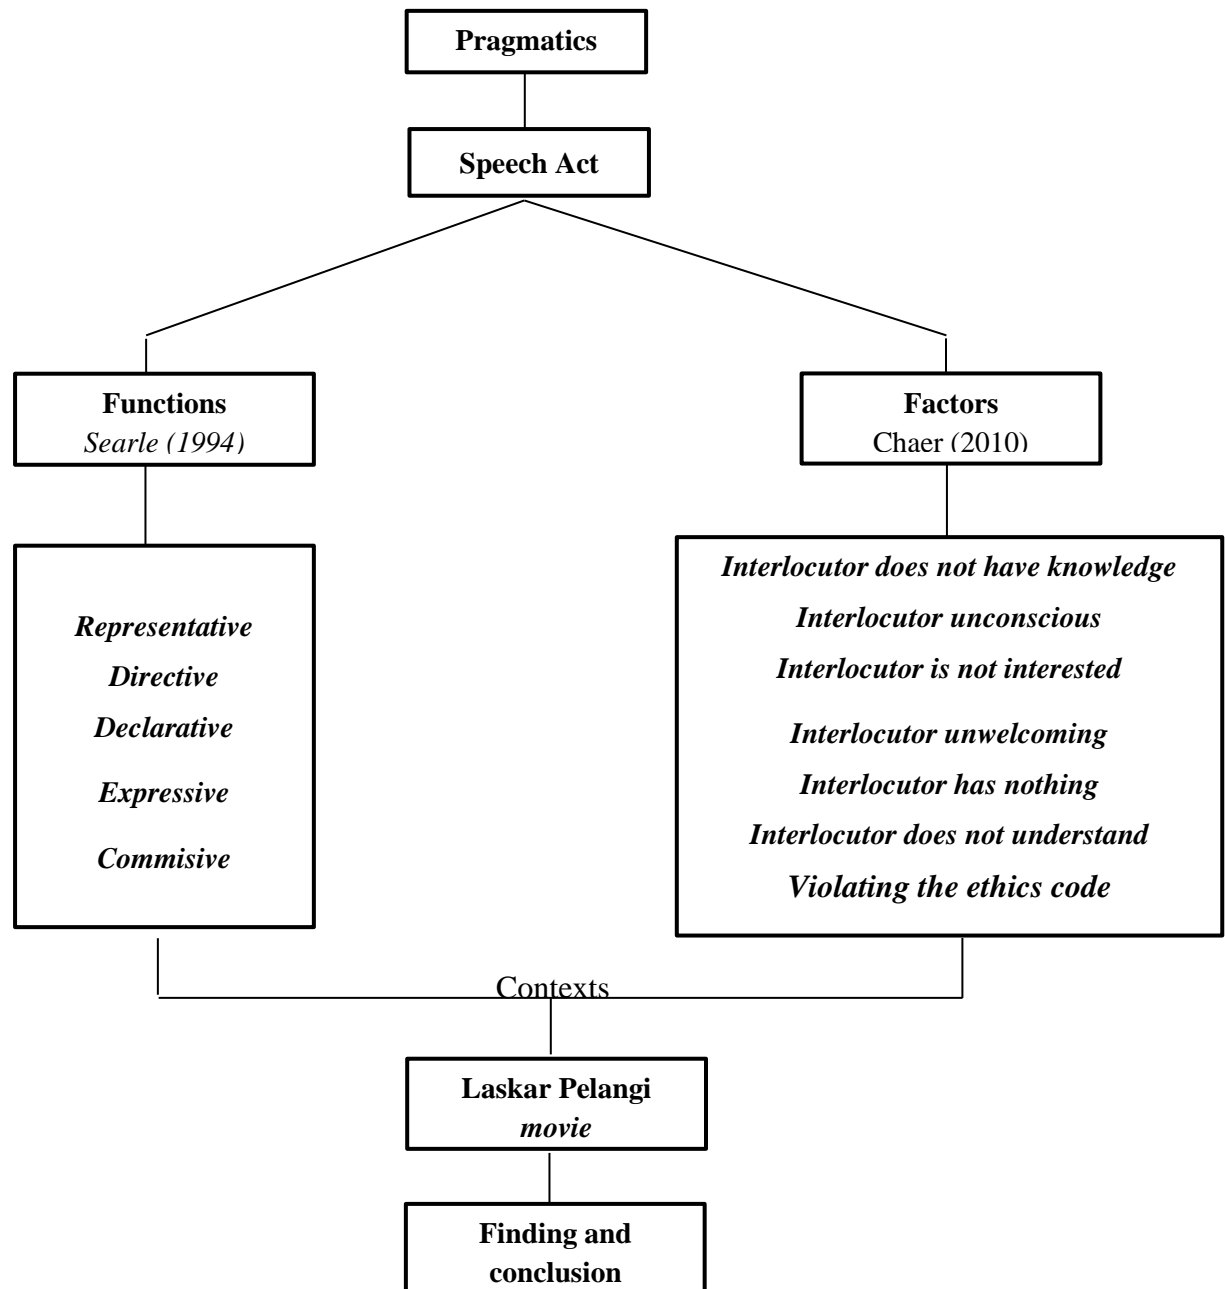 Pragmatics
Speech Act
Functions
Searle (1994)
Factors
Chaer (2010)
Representative
Directive
Declarative
Expressive
Commisive
Interlocutor does not have knowledge
Interlocutor unconscious
Interlocutor is not interested
Interlocutor unwelcoming
Interlocutor has nothing
Interlocutor does not understand
Violating the ethics code
Contexts
Laskar Pelangi
movie
Finding and
conclusion